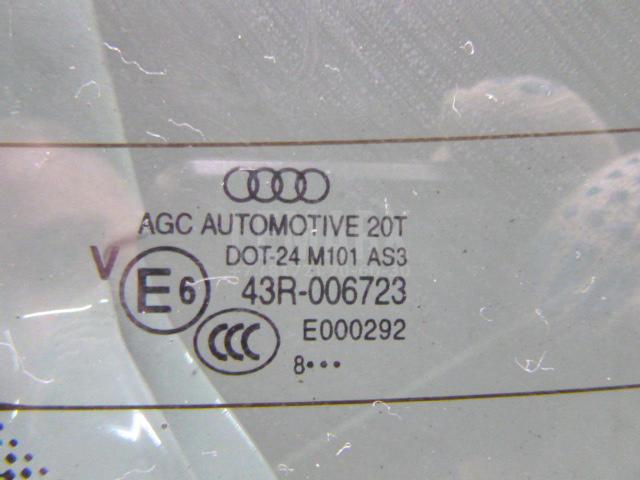 AGC AUTOMOTIVE 20T
DOT-24 M101 AS3
V
E6 43R-006723
CCC E000292
8•••